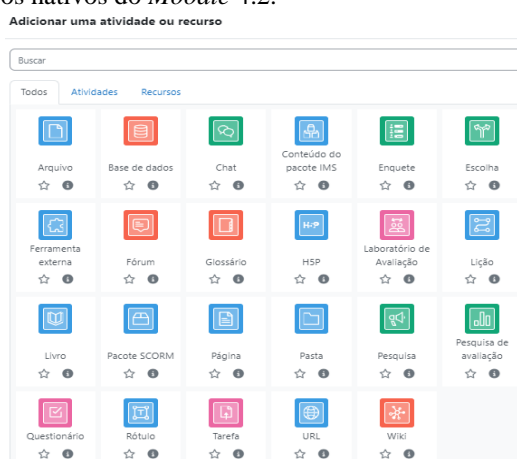 os nativos do Moodle 4.2.
Adicionar uma atividade ou recurso
Buscar
Todos Atividades Recursos
Arquivo Base de dados Chat Conteúdo do pacote IMS Enquete Escolha
Ferramenta externa Fórum Glossário H5P Laboratório de Avaliação Lição
H5P
Livro Pacote SCORM Página Pasta Pesquisa Pesquisa de avaliação
Questionário Rótulo Tarefa URL Wiki